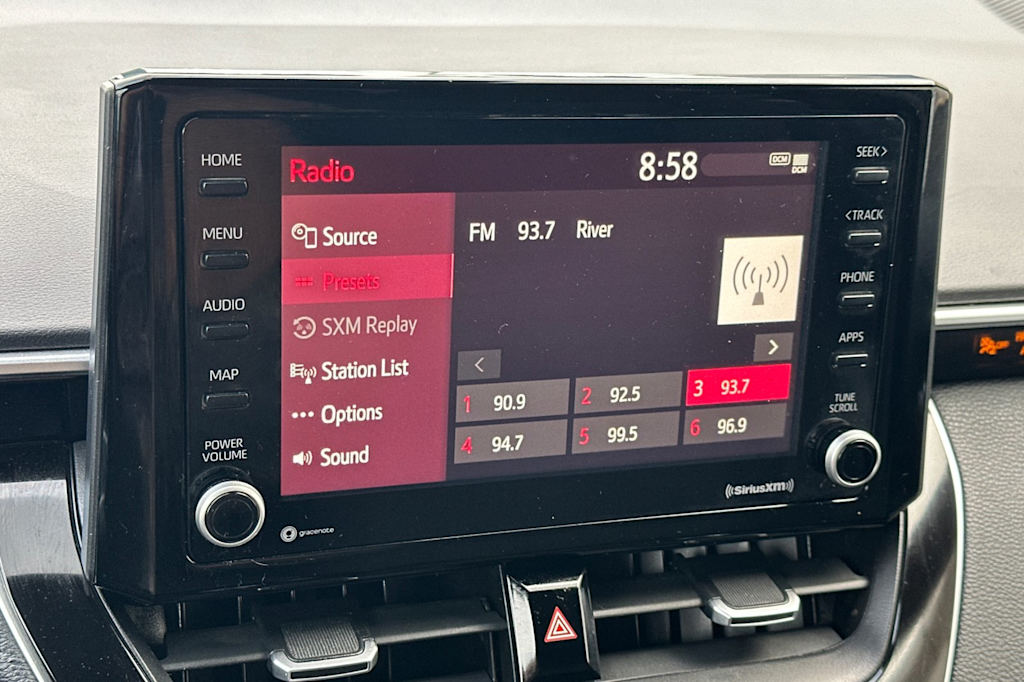 HOME
MENU
AUDIO
MAP
POWER
VOLUME
Radio
8:58
DCM
DCM
Source
Presets
SXM Replay
Station List
Options
Sound
FM 93.7 River
<
>
1 90.9
2 92.5
3 93.7
4 94.7
5 99.5
6 96.9
SEEK>
<TRACK
PHONE
APPS
TUNE
SCROLL
gracenote
((SiriusXM))